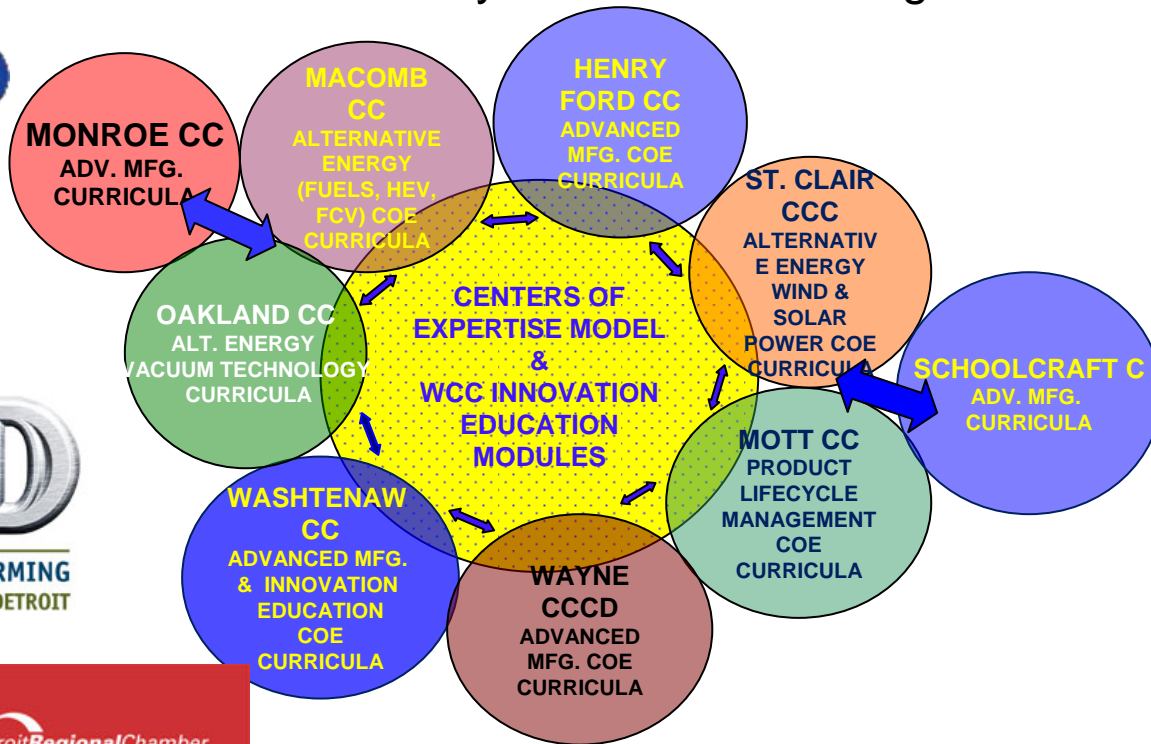 MONROE CC
ADV. MFG.
CURRICULA
MACOMB
CC
ALTERNATIVE
ENERGY
(FUELS, HEV,
FCV) COE
CURRICULA
HENRY
FORD CC
ADVANCED
MFG. COE
CURRICULA
ST. CLAIR
CCC
ALTERNATIV
E ENERGY
WIND &
SOLAR
POWER COE
CURRICULA
OAKLAND CC
ALT. ENERGY
VACUUM TECHNOLOGY
CURRICULA
CENTERS OF
EXPERTISE MODEL
&
WCC INNOVATION
EDUCATION
MODULES
SCHOOLCRAFT C
ADV. MFG.
CURRICULA
MOTT CC
PRODUCT
LIFECYCLE
MANAGEMENT
COE
CURRICULA
WASHTENAW
CC
ADVANCED MFG.
& INNOVATION
EDUCATION
COE
CURRICULA
WAYNE
CCCD
ADVANCED
MFG. COE
CURRICULA
D
RMING
DETROIT
roitRegionalChamber